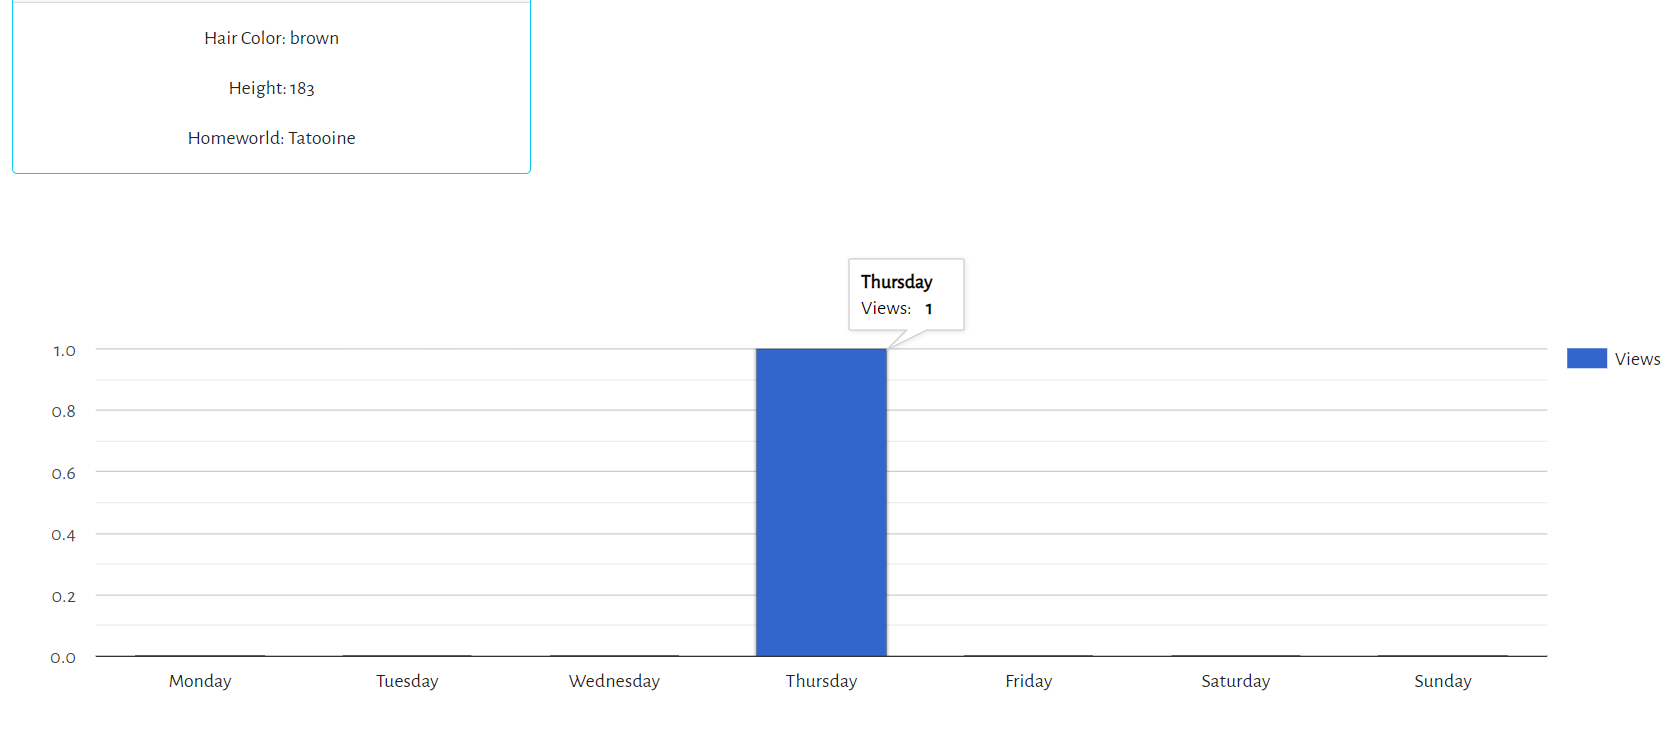 Hair Color: brown
Height: 183
Homeworld: Tatooine
Thursday
Views: 1
1.0
Views
0.8
0.6
0.4
0.2
0.0
Monday Tuesday Wednesday Thursday Friday Saturday Sunday